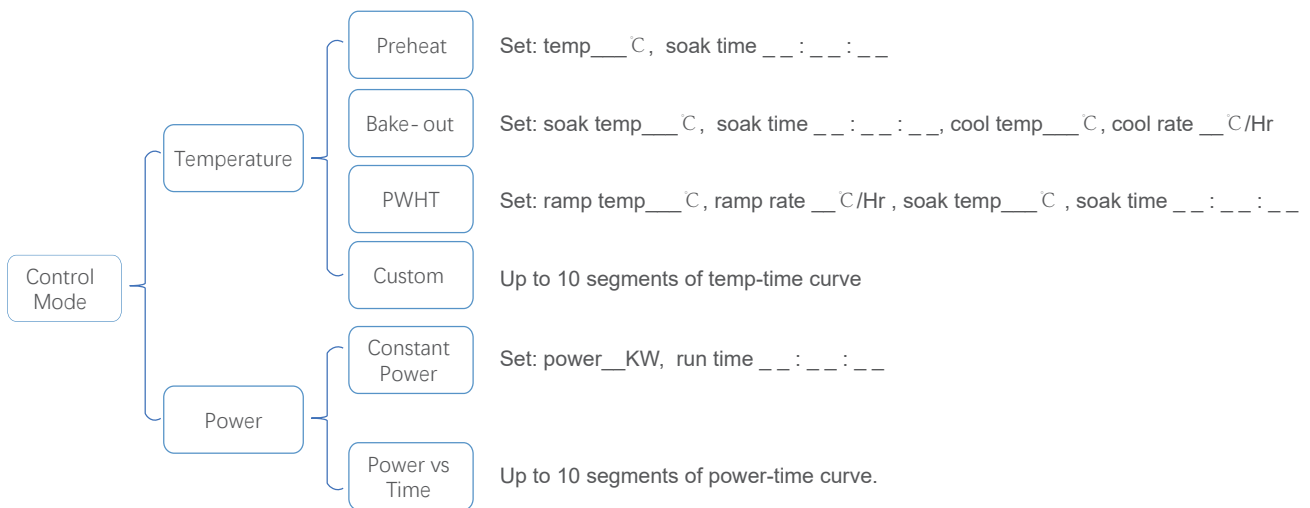 Preheat
Set: temp___℃, soak time _ _ : _ _ : _ _
Bake-out
Set: soak temp___℃, soak time _ _ : _ _ : _ _, cool temp___℃, cool rate __℃/Hr
Temperature
PWHT
Set: ramp temp___℃, ramp rate __℃/Hr , soak temp___℃ , soak time _ _ : _ _ : _ _
Custom
Up to 10 segments of temp-time curve
Control
Mode
Constant
Power
Set: power__KW, run time _ _ : _ _ : _ _
Power
Power vs
Time
Up to 10 segments of power-time curve.